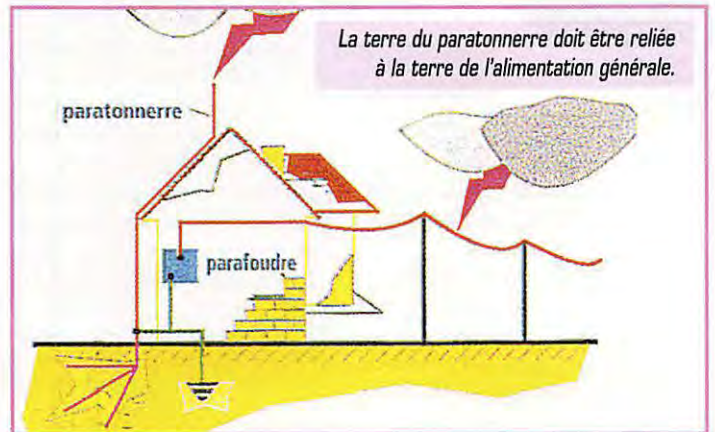 La terre du paratonnerre doit être reliée
à la terre de l'alimentation générale.
paratonnerre
parafoudre